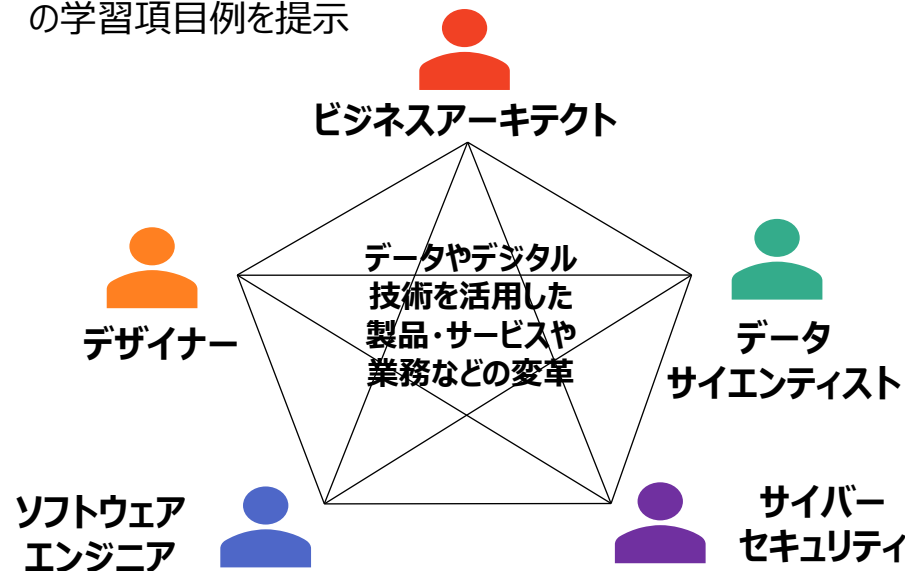 の学習項目例を提示
ビジネスアーキテクト
データやデジタル
技術を活用した
製品・サービスや
業務などの変革
デザイナー
データ
サイエンティスト
ソフトウェア
エンジニア
サイバー
セキュリティ